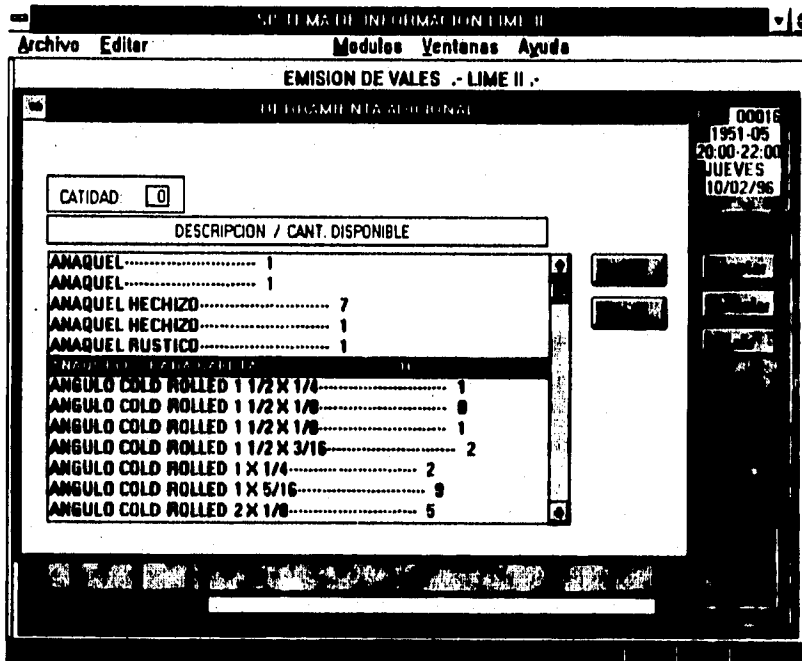 SISTEMA DE INFORMACION LIME II
Archivo Editar Modulos Ventanas Ayuda
EMISION DE VALES .- LIME II .-
HERRAMIENTA ADICIONAL
00016
1951-05
20:00-22:00
JUEVES
10/02/96
CATIDAD: 0
DESCRIPCION / CANT. DISPONIBLE
ANAQUEL-------------------------- 1
ANAQUEL-------------------------- 1
ANAQUEL HECHIZO-------------------------- 7
ANAQUEL HECHIZO-------------------------- 1
ANAQUEL RUSTICO-------------------------- 1
ANGULO COLD ROLLED 1 1/2 X 1/4-------------------------- 1
ANGULO COLD ROLLED 1 1/2 X 1/8-------------------------- 0
ANGULO COLD ROLLED 1 1/2 X 1/8-------------------------- 1
ANGULO COLD ROLLED 1 1/2 X 3/16-------------------------- 2
ANGULO COLD ROLLED 1 X 1/4-------------------------- 2
ANGULO COLD ROLLED 1 X 5/16-------------------------- 9
ANGULO COLD ROLLED 2 X 1/8-------------------------- 5